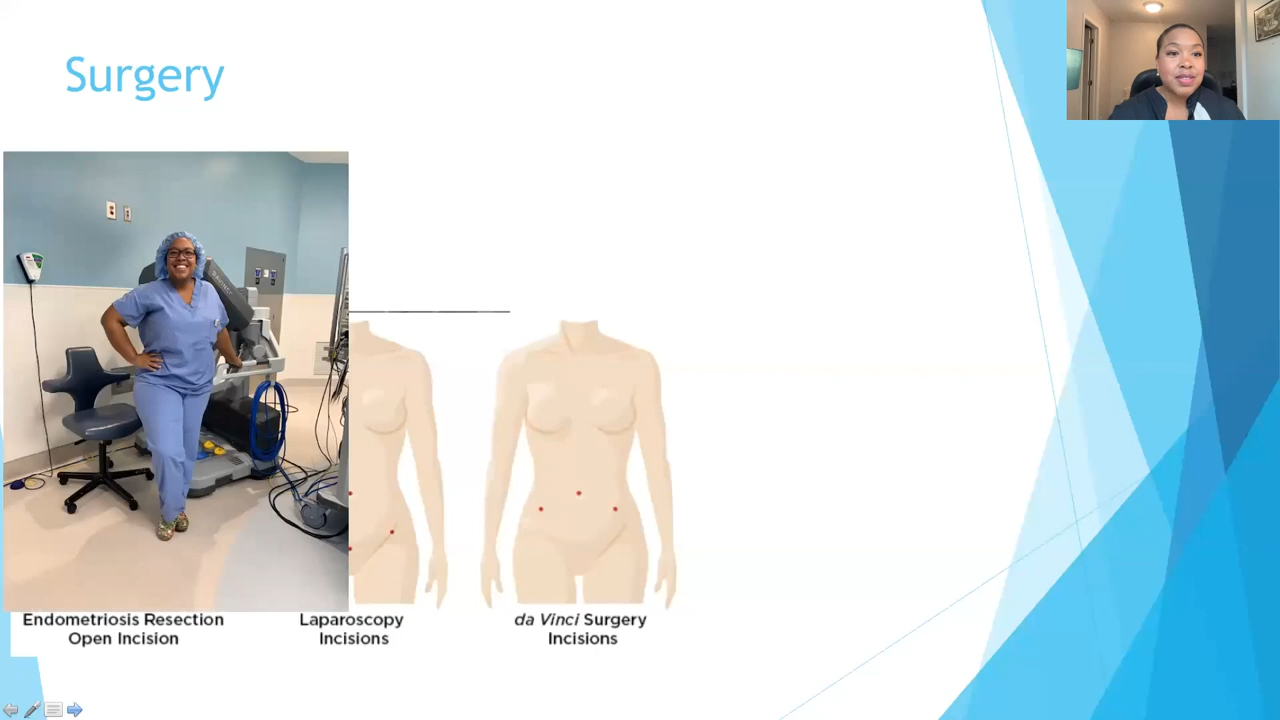 Surgery
Endometriosis Resection
Open Incision
Laparoscopy
Incisions
da Vinci Surgery
Incisions